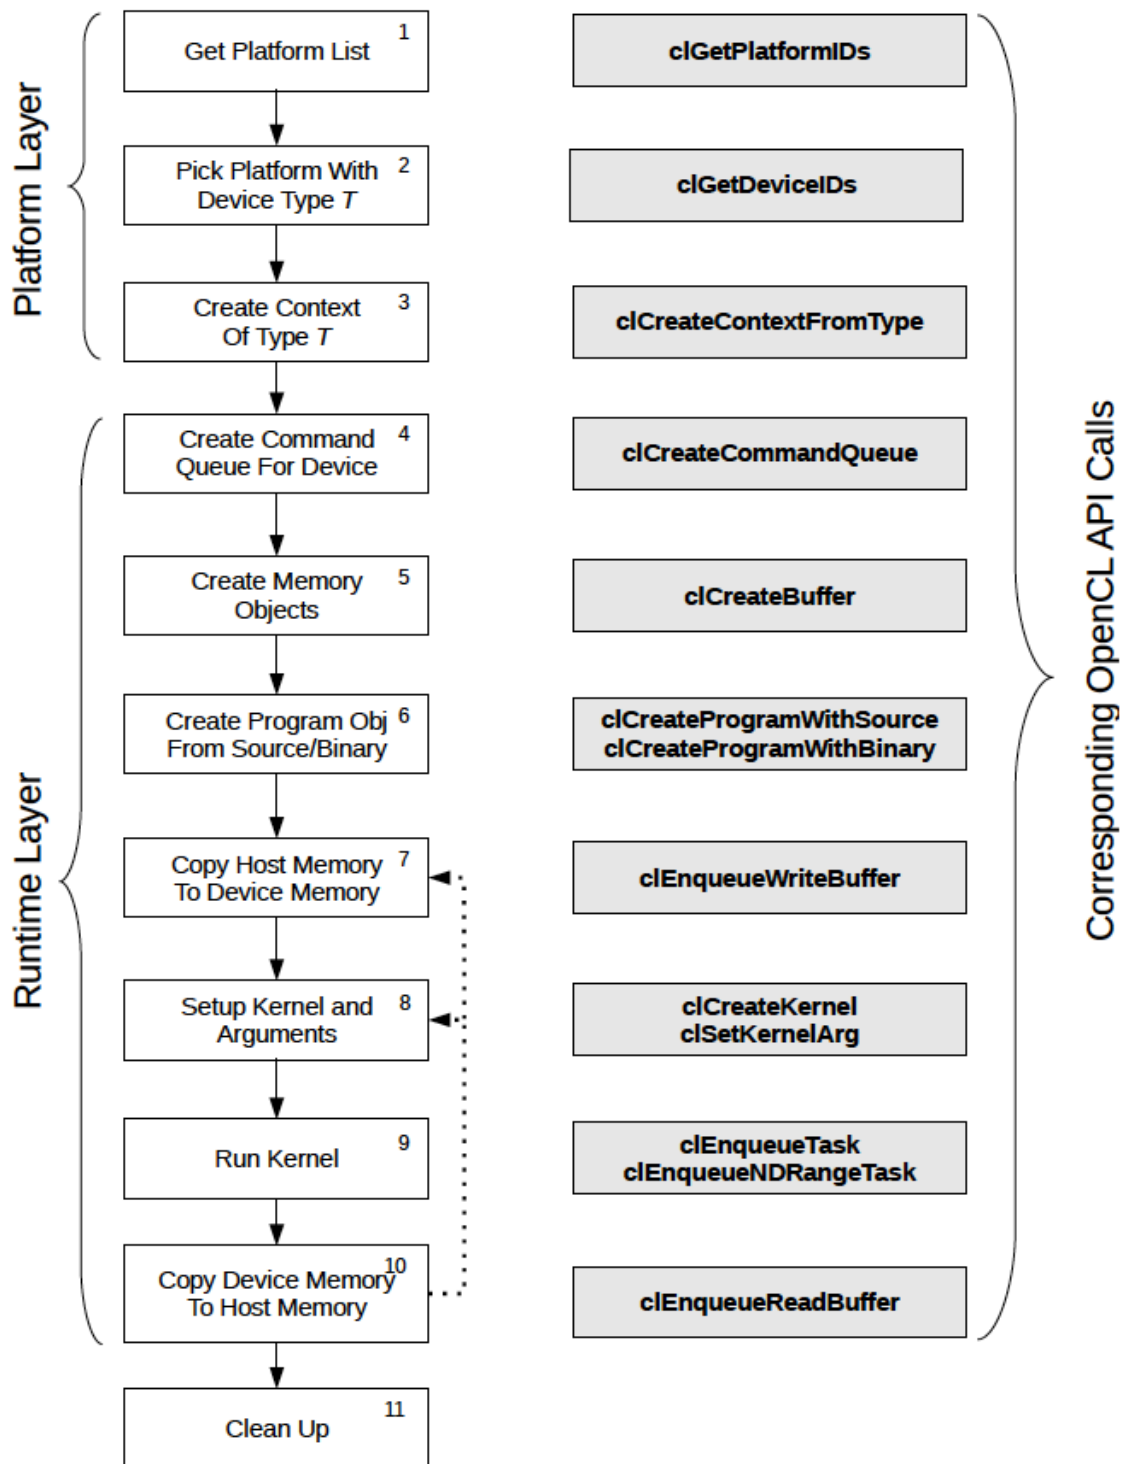 Platform Layer
Get Platform List
1
clGetPlatformIDs
Pick Platform With
Device Type T
2
clGetDeviceIDs
Create Context
Of Type T
3
clCreateContextFromType
Runtime Layer
Create Command
Queue For Device
4
clCreateCommandQueue
Create Memory
Objects
5
clCreateBuffer
Create Program Obj
From Source/Binary
6
clCreateProgramWithSource
clCreateProgramWithBinary
Copy Host Memory
To Device Memory
7
clEnqueueWriteBuffer
Setup Kernel and
Arguments
8
clCreateKernel
clSetKernelArg
Run Kernel
9
clEnqueueTask
clEnqueueNDRangeTask
Copy Device Memory
To Host Memory
10
clEnqueueReadBuffer
Clean Up
11
Corresponding OpenCL API Calls